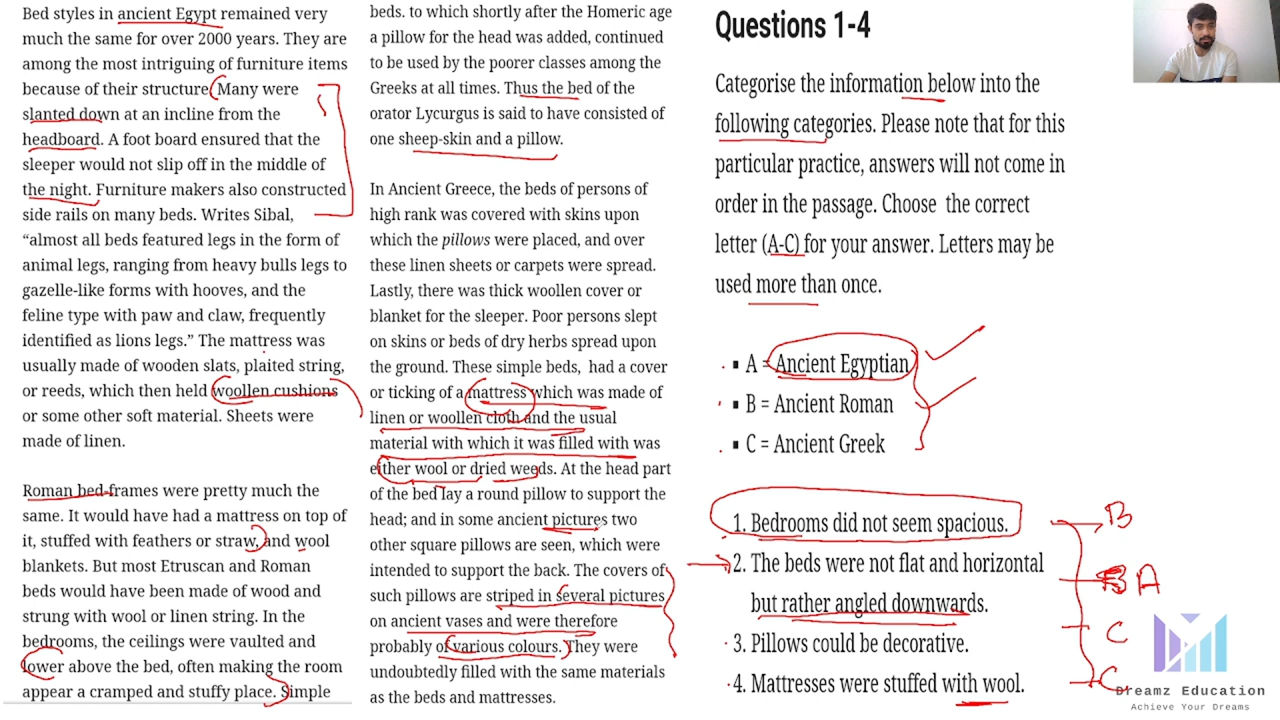 Bed styles in ancient Egypt remained very
much the same for over 2000 years. They are
among the most intriguing of furniture items
because of their structure. Many were
slanted down at an incline from the
headboard. A foot board ensured that the
sleeper would not slip off in the middle of
the night. Furniture makers also constructed
side rails on many beds. Writes Sibal,
“almost all beds featured legs in the form of
animal legs, ranging from heavy bulls legs to
gazelle-like forms with hooves, and the
feline type with paw and claw, frequently
identified as lions legs.” The mattress was
usually made of wooden slats, plaited string,
or reeds, which then held woollen cushions
or some other soft material. Sheets were
made of linen.
Roman bed-frames were pretty much the
same. It would have had a mattress on top of
it, stuffed with feathers or straw, and wool
blankets. But most Etruscan and Roman
beds would have been made of wood and
strung with wool or linen string. In the
bedrooms, the ceilings were vaulted and
lower above the bed, often making the room
appear a cramped and stuffy place. Simple
beds. to which shortly after the Homeric age
a pillow for the head was added, continued
to be used by the poorer classes among the
Greeks at all times. Thus the bed of the
orator Lycurgus is said to have consisted of
one sheep-skin and a pillow.
In Ancient Greece, the beds of persons of
high rank was covered with skins upon
which the pillows were placed, and over
these linen sheets or carpets were spread.
Lastly, there was thick woollen cover or
blanket for the sleeper. Poor persons slept
on skins or beds of dry herbs spread upon
the ground. These simple beds, had a cover
or ticking of a mattress which was made of
linen or woollen cloth and the usual
material with which it was filled with was
either wool or dried weeds. At the head part
of the bed lay a round pillow to support the
head; and in some ancient pictures two
other square pillows are seen, which were
intended to support the back. The covers of
such pillows are striped in several pictures
on ancient vases and were therefore
probably of various colours. They were
undoubtedly filled with the same materials
as the beds and mattresses.
Questions 1-4
Categorise the information below into the
following categories. Please note that for this
particular practice, answers will not come in
order in the passage. Choose the correct
letter (A-C) for your answer. Letters may be
used more than once.
A = Ancient Egyptian
B = Ancient Roman
C = Ancient Greek
1. Bedrooms did not seem spacious.
B
2. The beds were not flat and horizontal
but rather angled downwards.
A
3. Pillows could be decorative.
C
4. Mattresses were stuffed with wool.
C
Dreamz Education
Achieve Your Dreams